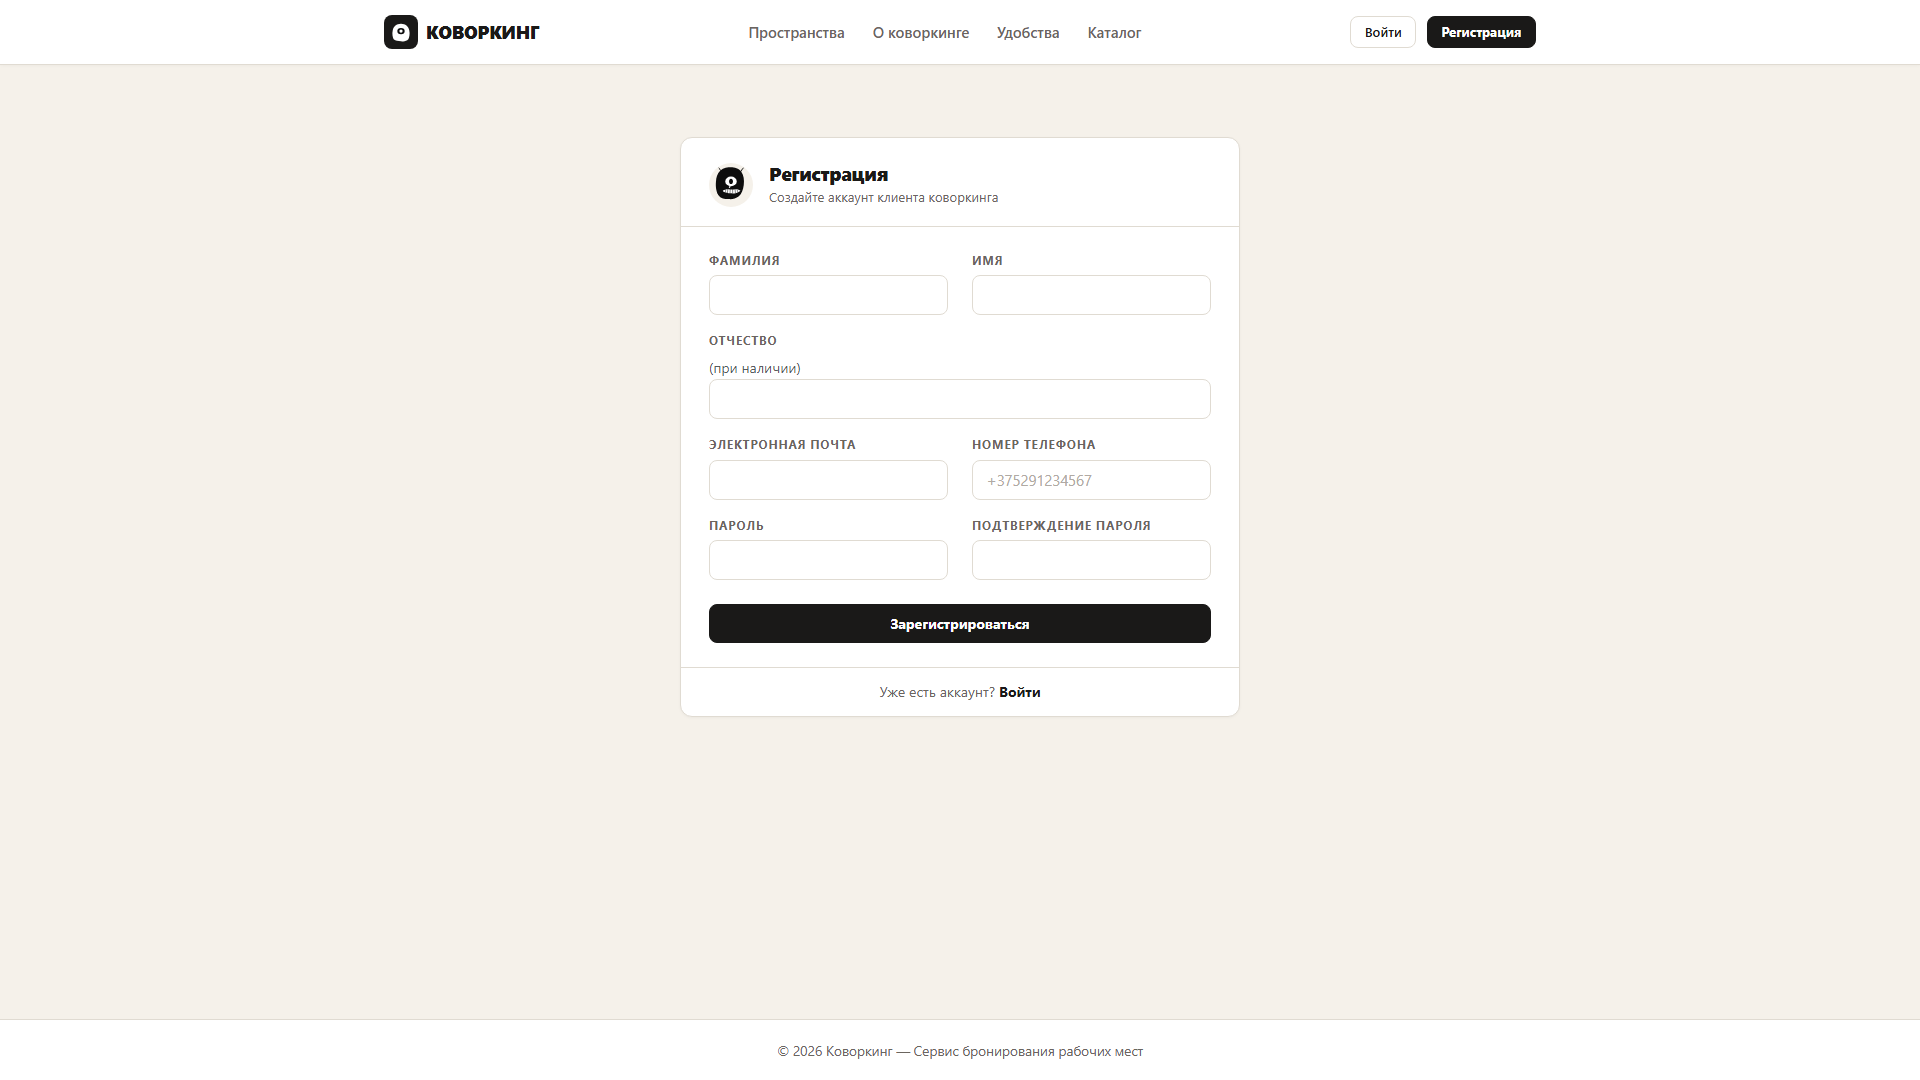 КОВОРКИНГ
Пространства О коворкинге Удобства Каталог
Войти Регистрация
Регистрация
Создайте аккаунт клиента коворкинга
ФАМИЛИЯ ИМЯ
ОТЧЕСТВО
(при наличии)
ЭЛЕКТРОННАЯ ПОЧТА НОМЕР ТЕЛЕФОНА
+375291234567
ПАРОЛЬ ПОДТВЕРЖДЕНИЕ ПАРОЛЯ
Зарегистрироваться
Уже есть аккаунт? Войти
© 2026 Коворкинг — Сервис бронирования рабочих мест